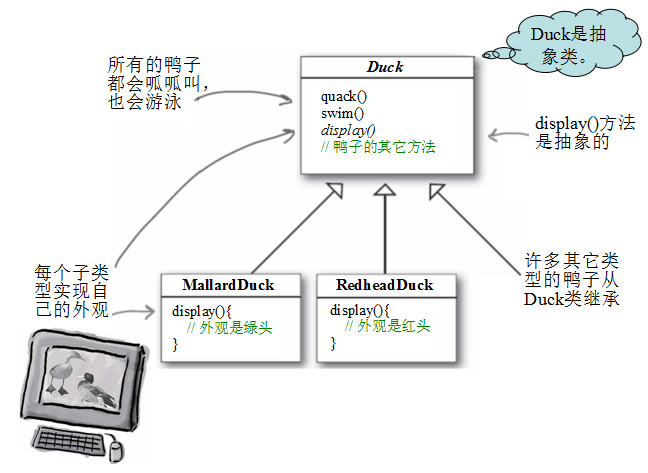 Duck是抽
象类。
所有的鸭子
都会呱呱叫，
也会游泳
Duck
quack()
swim()
display()
// 鸭子的其它方法
display()方法
是抽象的
每个子类
型实现自
己的外观
许多其它类
型的鸭子从
Duck类继承
MallardDuck
display(){
// 外观是绿头
}
RedheadDuck
display(){
// 外观是红头
}